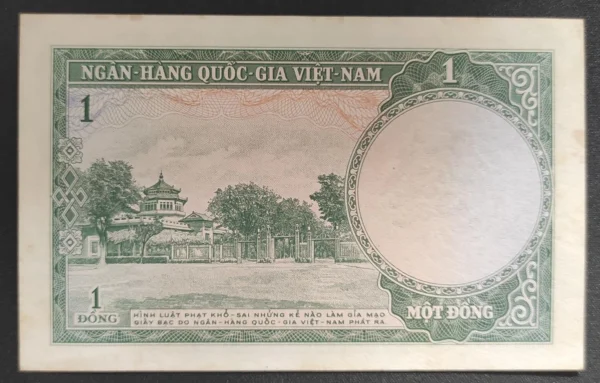 NGÂN-HÀNG QUỐC-GIA VIỆT-NAM
1
1
1
ĐỒNG
HÌNH LUẬT PHẠT KHỔ-SAI NHỮNG KẺ NÀO LÀM GIẢ MẠO
GIẤY BẠC DO NGÂN-HÀNG QUỐC-GIA VIỆT-NAM PHÁT RA
MỘT ĐỒNG